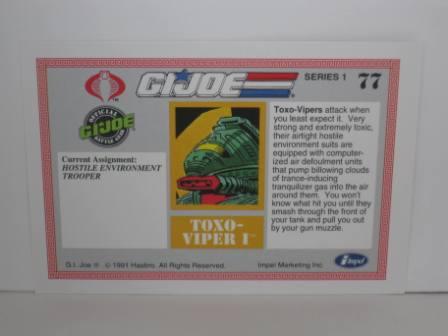 GI JOE
SERIES 1 77
OFFICIAL
GI JOE
BATTLE CARD
Current Assignment:
HOSTILE ENVIRONMENT
TROOPER
TOXO-
VIPER I
Toxo-Vipers attack when
you least expect it. Very
strong and extremely toxic,
their airtight hostile
environment suits are
equipped with computer-
ized air defoulment units
that pump billowing clouds
of trance-inducing
tranquilizer gas into the air
around them. You won't
know what hit you until they
smash through the front of
your tank and pull you out
by your gun muzzle.
G.I. Joe ® © 1991 Hasbro. All Rights Reserved.
Impel Marketing Inc.
impel